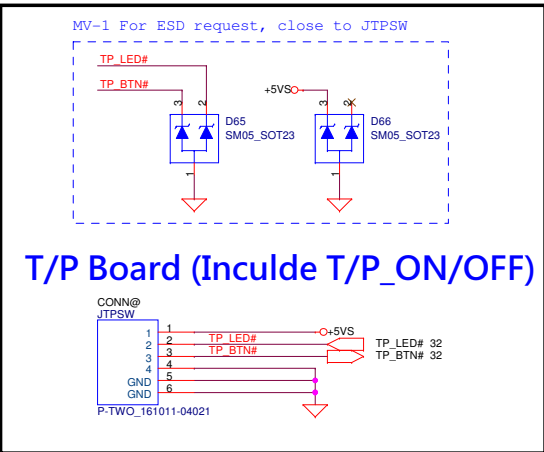 MV-1 For ESD request, close to JTPSW
TP_LED#
TP_BTN#
3
2
D65
SM05_SOT23
1
+5VS
3
2
D66
SM05_SOT23
1
T/P Board (Inculde T/P_ON/OFF)
CONN@
JTPSW
1 1 +5VS
2 2 TP_LED# TP_LED# 32
3 3 TP_BTN# TP_BTN# 32
4 4
GND 5
GND 6
P-TWO_161011-04021